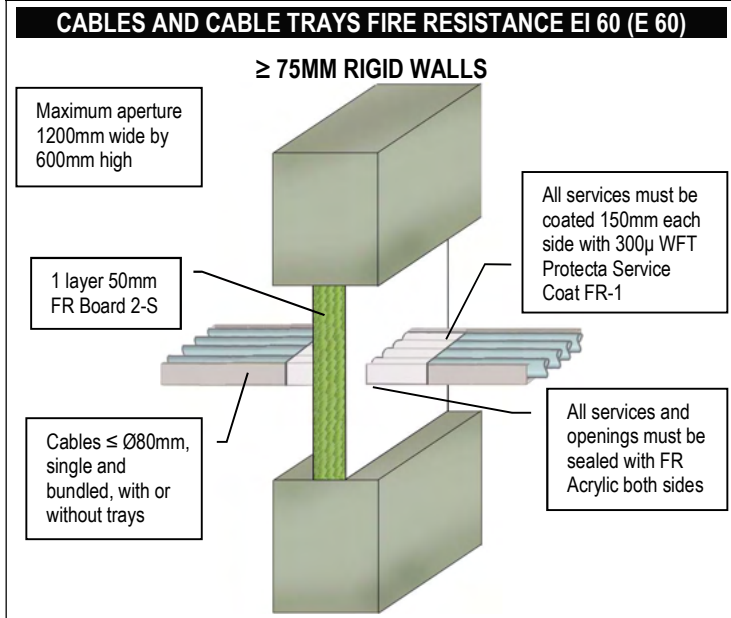 CABLES AND CABLE TRAYS FIRE RESISTANCE EI 60 (E 60)
≥ 75MM RIGID WALLS
Maximum aperture
1200mm wide by
600mm high
All services must be
coated 150mm each
side with 300µ WFT
Protecta Service
Coat FR-1
1 layer 50mm
FR Board 2-S
Cables ≤ Ø80mm,
single and
bundled, with or
without trays
All services and
openings must be
sealed with FR
Acrylic both sides